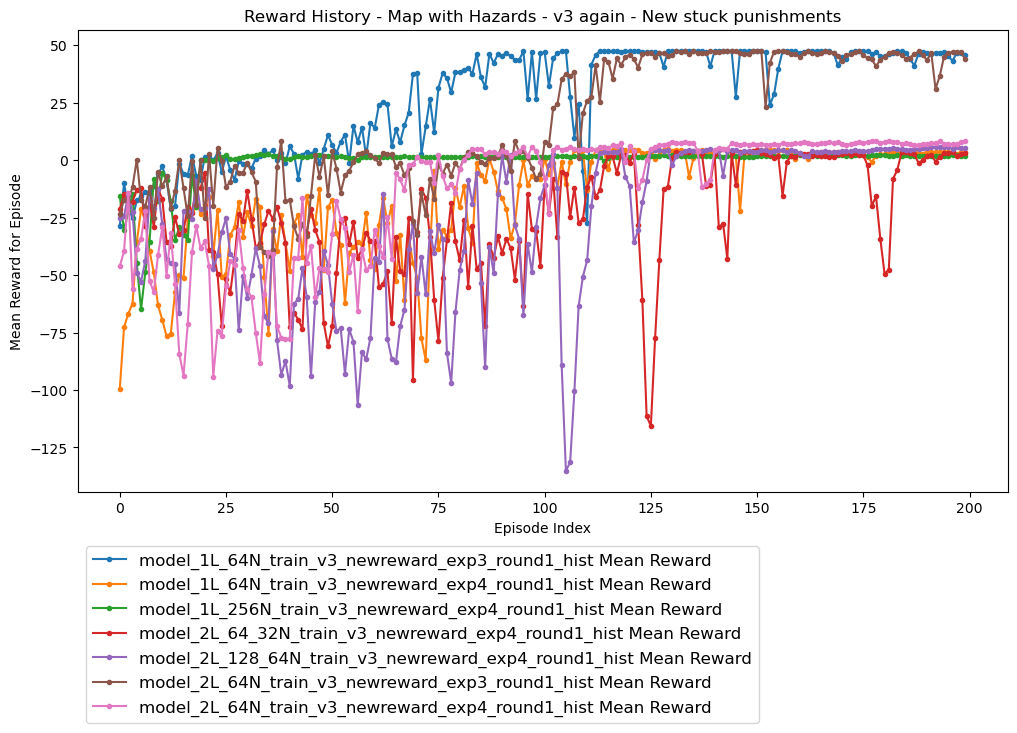 Reward History - Map with Hazards - v3 again - New stuck punishments
50
25
0
−25
−50
−75
−100
−125
Mean Reward for Episode
0 25 50 75 100 125 150 175 200
Episode Index
model_1L_64N_train_v3_newreward_exp3_round1_hist Mean Reward
model_1L_64N_train_v3_newreward_exp4_round1_hist Mean Reward
model_1L_256N_train_v3_newreward_exp4_round1_hist Mean Reward
model_2L_64_32N_train_v3_newreward_exp4_round1_hist Mean Reward
model_2L_128_64N_train_v3_newreward_exp4_round1_hist Mean Reward
model_2L_64N_train_v3_newreward_exp3_round1_hist Mean Reward
model_2L_64N_train_v3_newreward_exp4_round1_hist Mean Reward